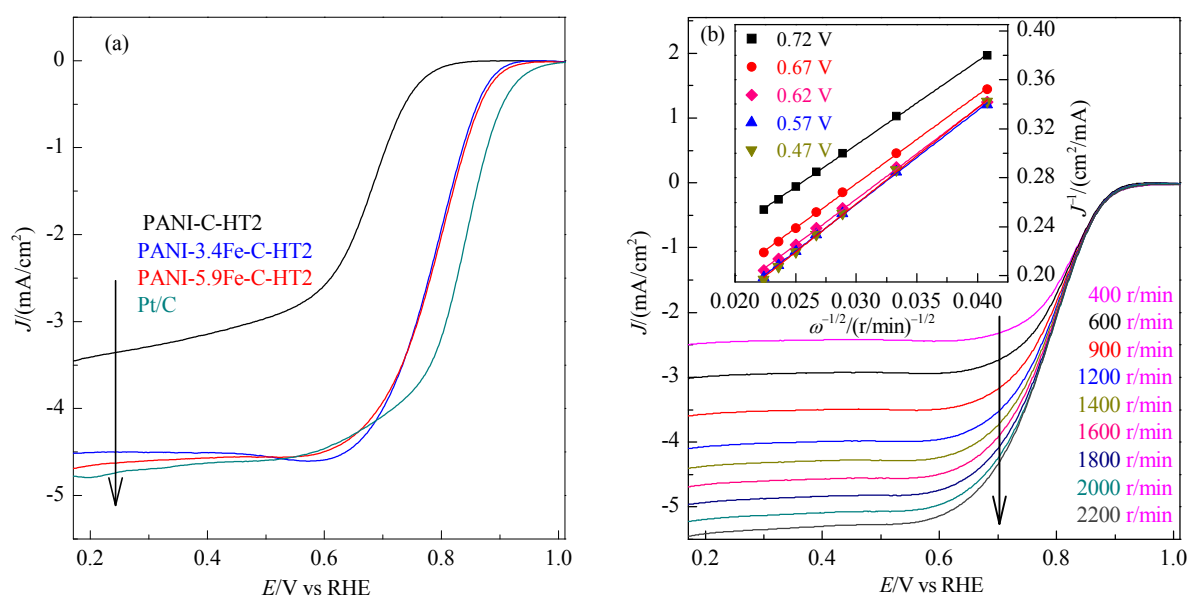 (a)
0
-1
-2
-3
-4
-5
J/(mA/cm²)
PANI-C-HT2
PANI-3.4Fe-C-HT2
PANI-5.9Fe-C-HT2
Pt/C
0.2 0.4 0.6 0.8 1.0
E/V vs RHE
(b)
2
1
0
-1
-2
-3
-4
-5
J/(mA/cm²)
0.72 V
0.67 V
0.62 V
0.57 V
0.47 V
0.40
0.36
0.32
0.28
0.24
0.20
J⁻¹/(cm²/mA)
0.020 0.025 0.030 0.035 0.040
ω⁻¹/²/(r/min)⁻¹/²
400 r/min
600 r/min
900 r/min
1200 r/min
1400 r/min
1600 r/min
1800 r/min
2000 r/min
2200 r/min
0.2 0.4 0.6 0.8 1.0
E/V vs RHE